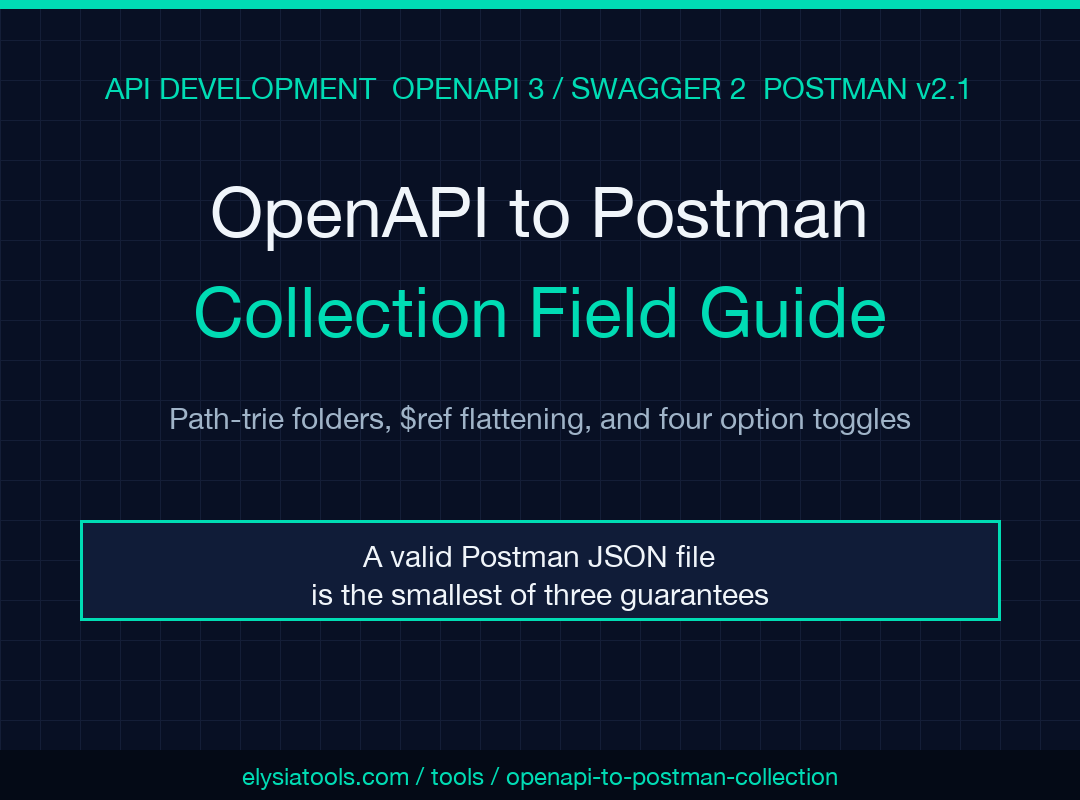 API DEVELOPMENT OPENAPI 3 / SWAGGER 2 POSTMAN v2.1
OpenAPI to Postman
Collection Field Guide
Path-trie folders, $ref flattening, and four option toggles
A valid Postman JSON file
is the smallest of three guarantees
elysiatools.com / tools / openapi-to-postman-collection